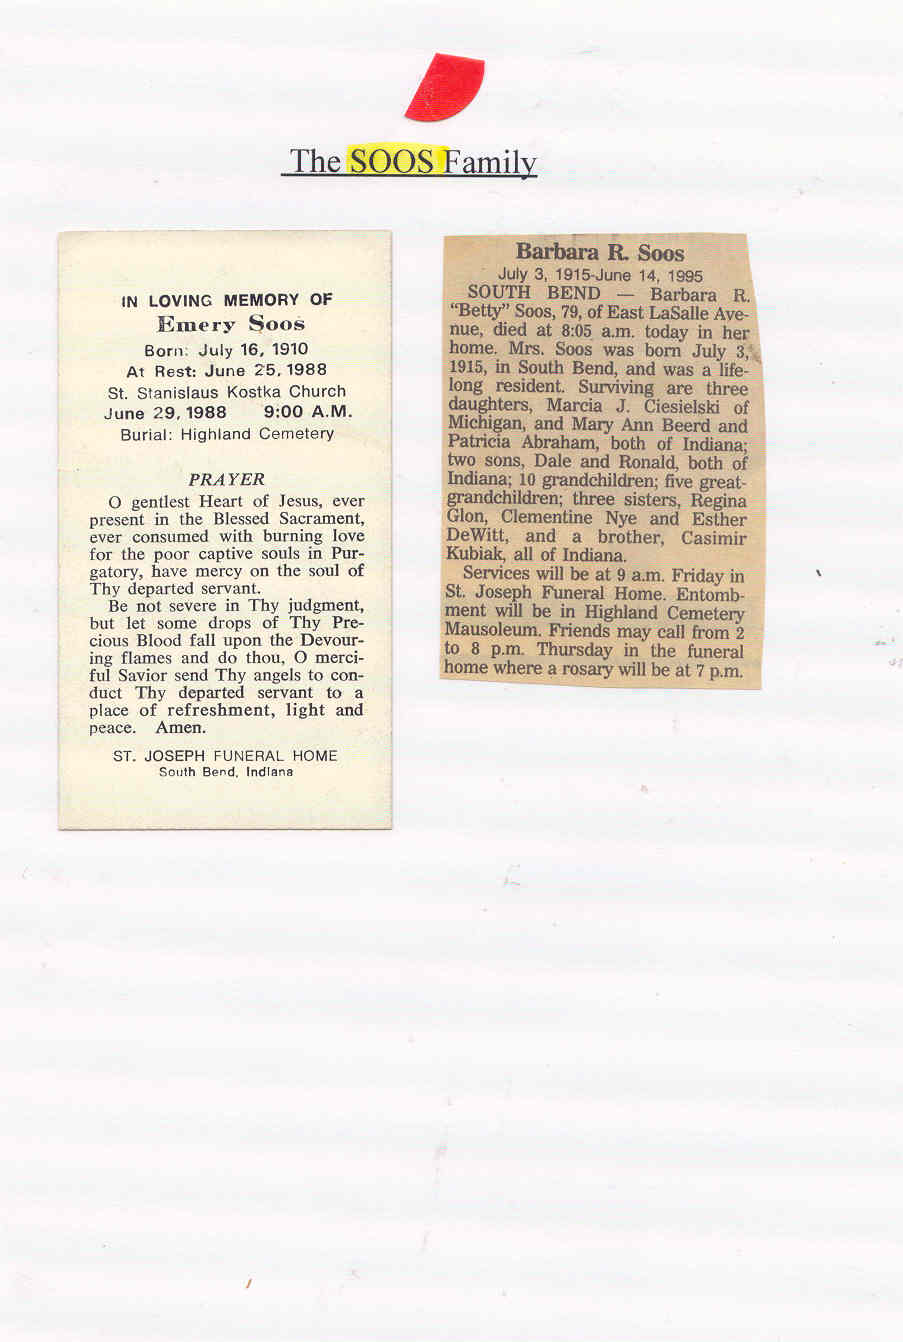 The SOOS Family
IN LOVING MEMORY OF
Emery Soos
Born: July 16, 1910
At Rest: June 25, 1988
St. Stanislaus Kostka Church
June 29, 1988 9:00 A.M.
Burial: Highland Cemetery
PRAYER
O gentlest Heart of Jesus, ever
present in the Blessed Sacrament,
ever consumed with burning love
for the poor captive souls in Pur-
gatory, have mercy on the soul of
Thy departed servant.
Be not severe in Thy judgment,
but let some drops of Thy Pre-
cious Blood fall upon the Devour-
ing flames and do thou, O merci-
ful Savior send Thy angels to con-
duct Thy departed servant to a
place of refreshment, light and
peace. Amen.
ST. JOSEPH FUNERAL HOME
South Bend, Indiana
Barbara R. Soos
July 3, 1915-June 14, 1995
SOUTH BEND — Barbara R.
"Betty" Soos, 79, of East LaSalle Ave-
nue, died at 8:05 a.m. today in her
home. Mrs. Soos was born July 3,
1915, in South Bend, and was a life-
long resident. Surviving are three
daughters, Marcia J. Ciesielski of
Michigan, and Mary Ann Beerd and
Patricia Abraham, both of Indiana;
two sons, Dale and Ronald, both of
Indiana; 10 grandchildren; five great-
grandchildren; three sisters, Regina
Glon, Clementine Nye and Esther
DeWitt, and a brother, Casimir
Kubiak, all of Indiana.
Services will be at 9 a.m. Friday in
St. Joseph Funeral Home. Entomb-
ment will be in Highland Cemetery
Mausoleum. Friends may call from 2
to 8 p.m. Thursday in the funeral
home where a rosary will be at 7 p.m.